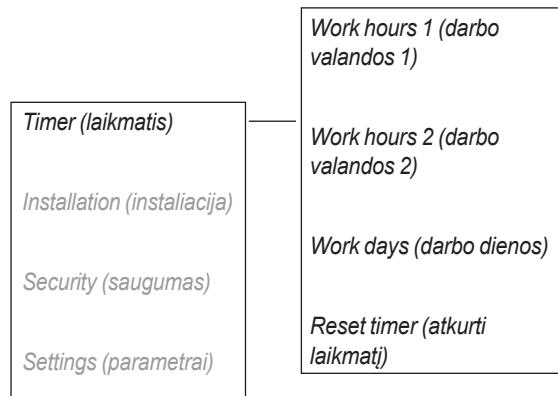 Timer (laikmatis)
Installation (instaliacija)
Security (saugumas)
Settings (parametrai)
Work hours 1 (darbo
valandos 1)
Work hours 2 (darbo
valandos 2)
Work days (darbo dienos)
Reset timer (atkurti
laikmatį)